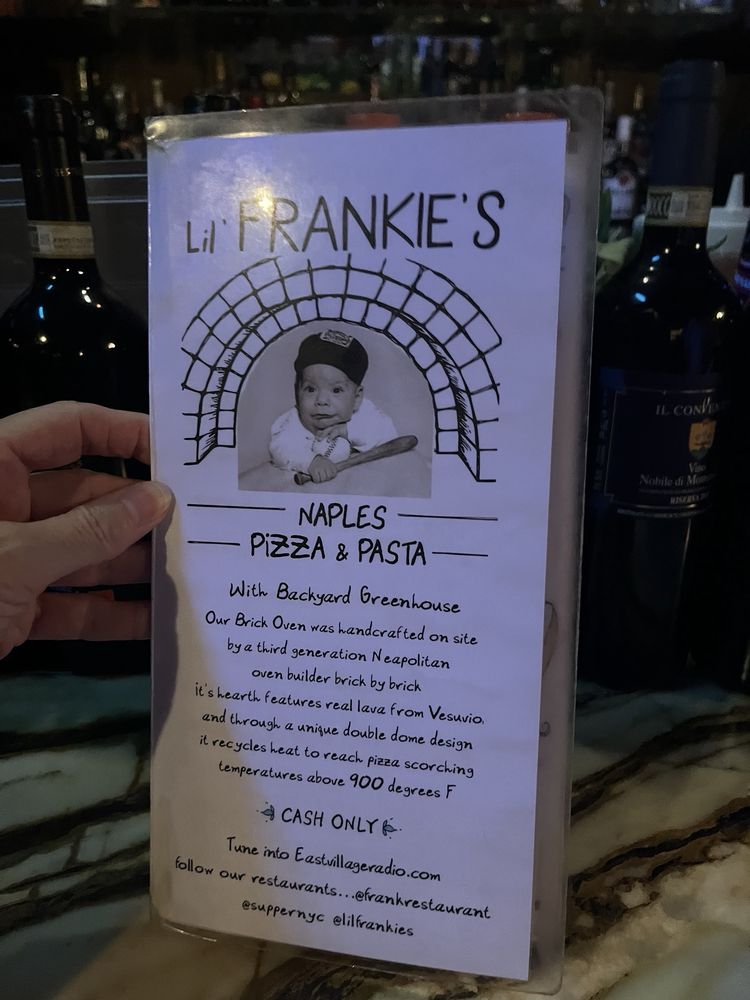 Lil' FRANKIE'S
NAPLES
PIZZA & PASTA
With Backyard Greenhouse
Our Brick Oven was handcrafted on site
by a third generation Neapolitan
oven builder brick by brick
it's hearth features real lava from Vesuvio,
and through a unique double dome design
it recycles heat to reach pizza scorching
temperatures above 900 degrees F
CASH ONLY
Tune into Eastvillageradio.com
follow our restaurants...@frankrestaurant
@suppernyc @lilfrankies
Vino
Nobile di
RISERVA